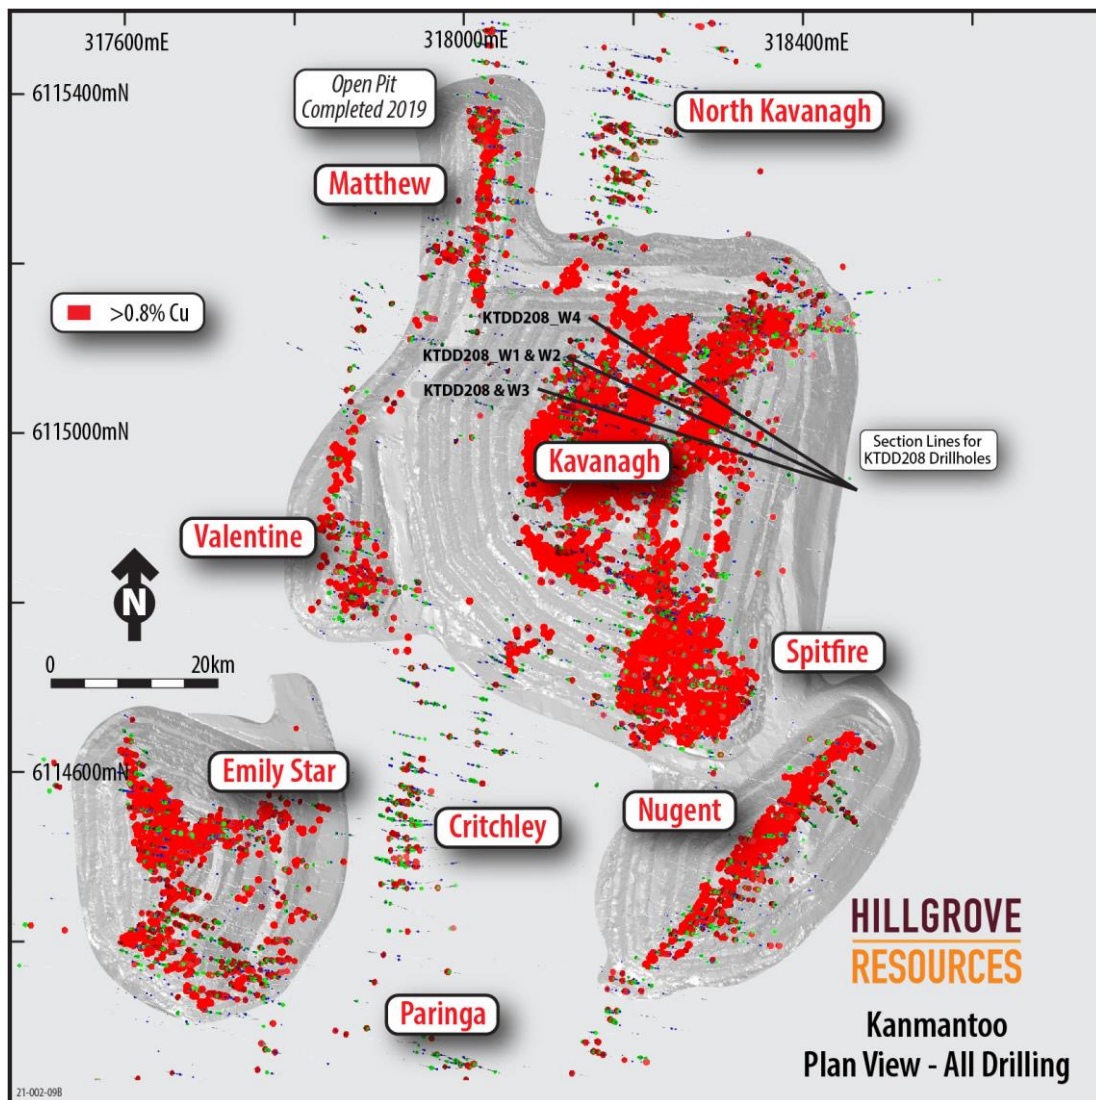 317600mE
318000mE
318400mE
6115400mN
Open Pit
Completed 2019
North Kavanagh
Matthew
>0.8% Cu
KTDD208_W4
KTDD208_W1 & W2
KTDD208 & W3
6115000mN
Section Lines for
KTDD208 Drillholes
Kavanagh
Valentine
N
0
20km
Spitfire
Emily Star
6114600mN
Nugent
Critchley
HILLGROVE
RESOURCES
Paringa
Kanmantoo
Plan View - All Drilling
21-002-09B